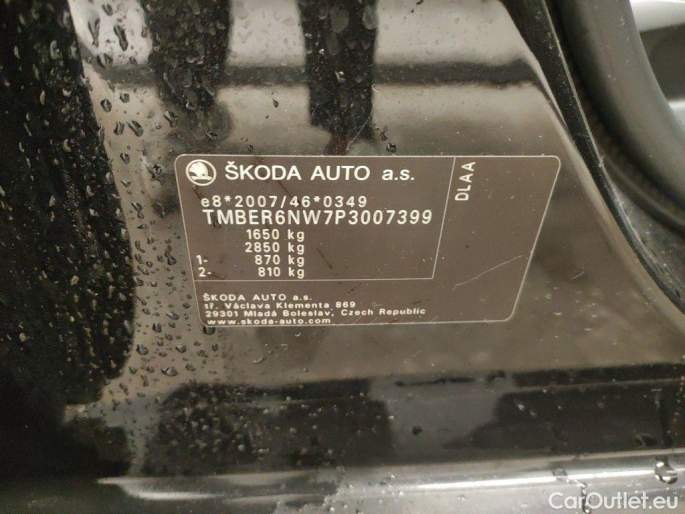 ŠKODA AUTO a.s.
DLAA
e8*2007/46*0349
TMBER6NW7P3007399
1650 kg
2850 kg
1- 870 kg
2- 810 kg
ŠKODA AUTO a.s.
tř. Václava Klementa 869
29301 Mladá Boleslav, Czech Republic
www.skoda-auto.com
CarOutlet.eu